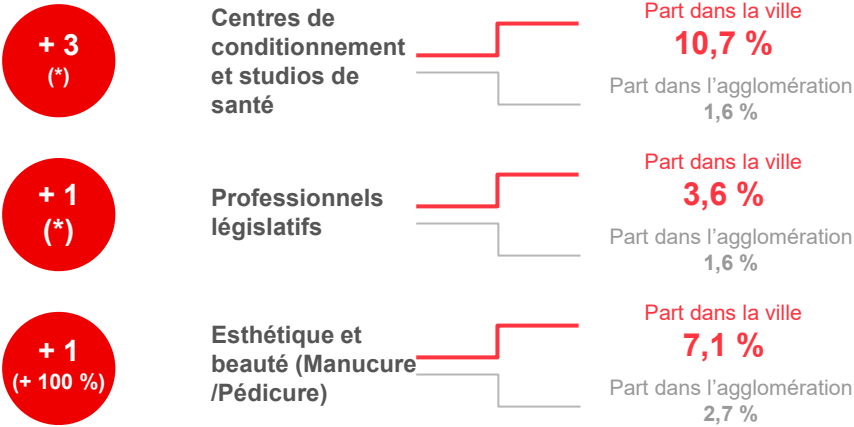 + 3
(*)
Centres de
conditionnement
et studios de
santé
Part dans la ville
10,7 %
Part dans l'agglomération
1,6 %
+ 1
(*)
Professionnels
législatifs
Part dans la ville
3,6 %
Part dans l'agglomération
1,6 %
+ 1
(+ 100 %)
Esthétique et
beauté (Manucure
/Pédicure)
Part dans la ville
7,1 %
Part dans l'agglomération
2,7 %